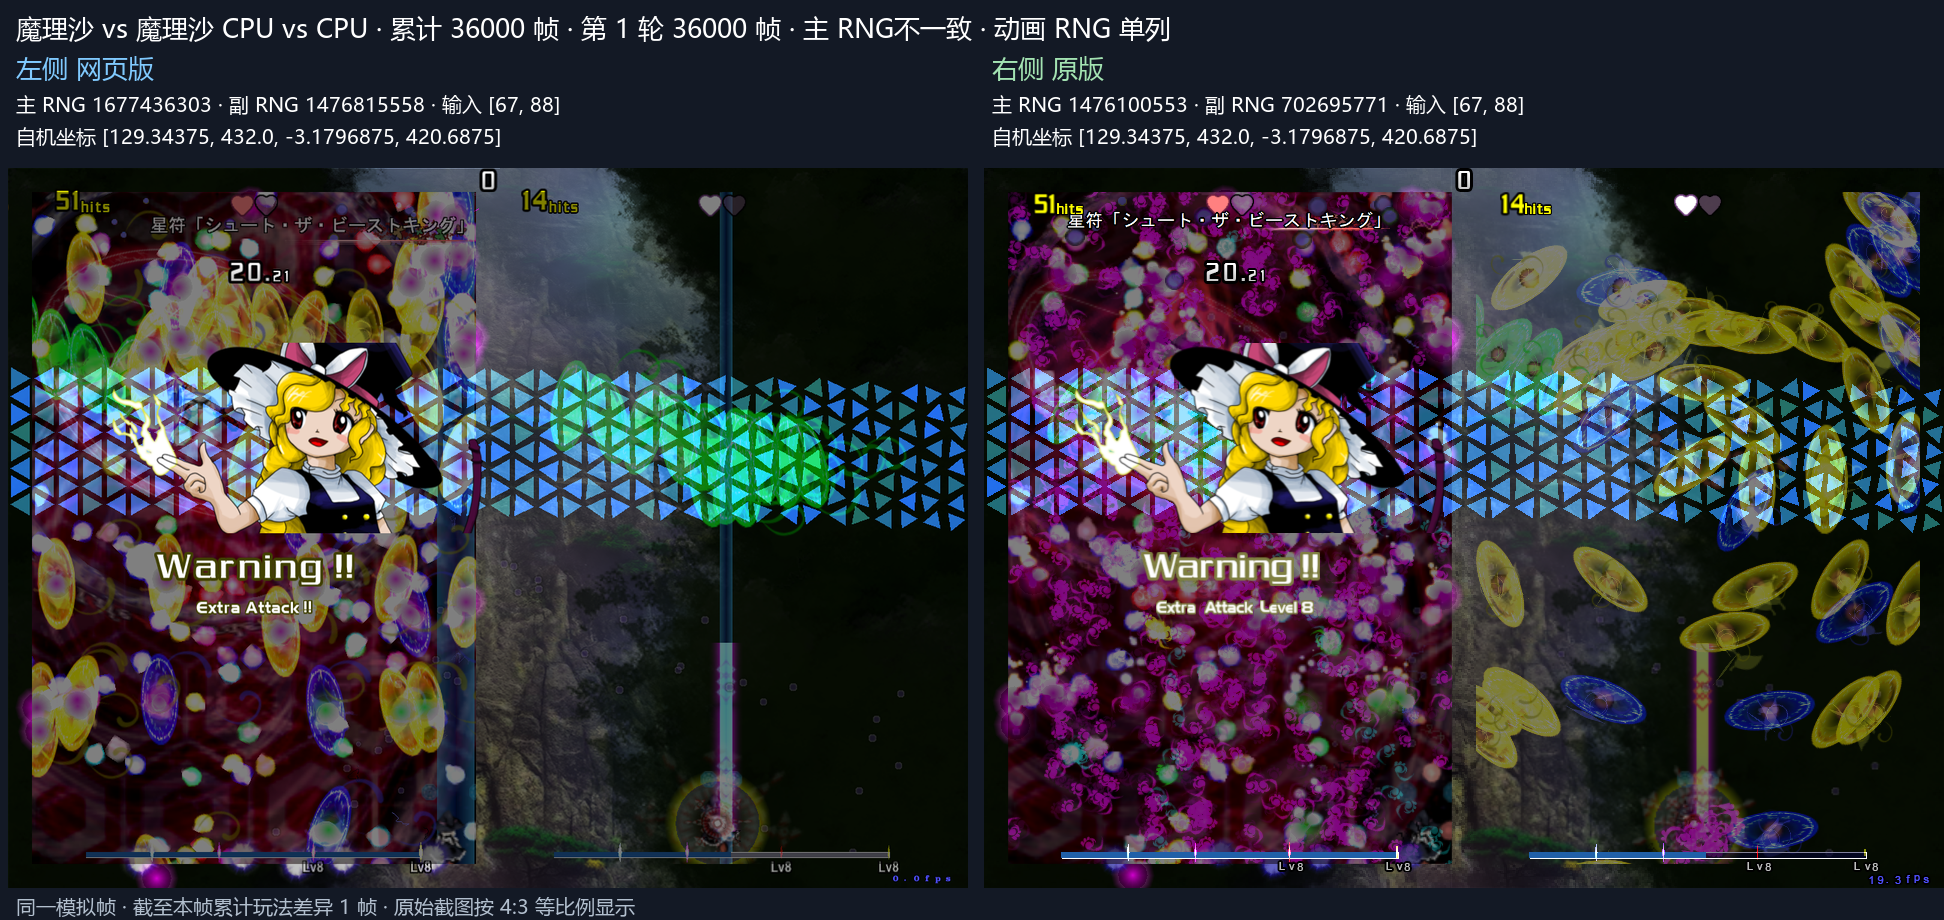 魔理沙 vs 魔理沙 CPU vs CPU · 累计 36000 帧 · 第 1 轮 36000 帧 · 主 RNG不一致 · 动画 RNG 单列
左侧 网页版
主 RNG 1677436303 · 副 RNG 1476815558 · 输入 [67, 88]
自机坐标 [129.34375, 432.0, -3.1796875, 420.6875]
右侧 原版
主 RNG 1476100553 · 副 RNG 702695771 · 输入 [67, 88]
自机坐标 [129.34375, 432.0, -3.1796875, 420.6875]
0
51hits
14hits
星符「シュート・ザ・ビーストキング」
20.21
Warning !!
Extra Attack !!
Lv8
Lv8
Lv8
Lv8
0.0fps
0
51hits
14hits
星符「シュート・ザ・ビーストキング」
20.21
Warning !!
Extra Attack Level 8
Lv8
Lv8
Lv8
Lv8
19.3fps
同一模拟帧 · 截至本帧累计玩法差异 1 帧 · 原始截图按 4:3 等比例显示